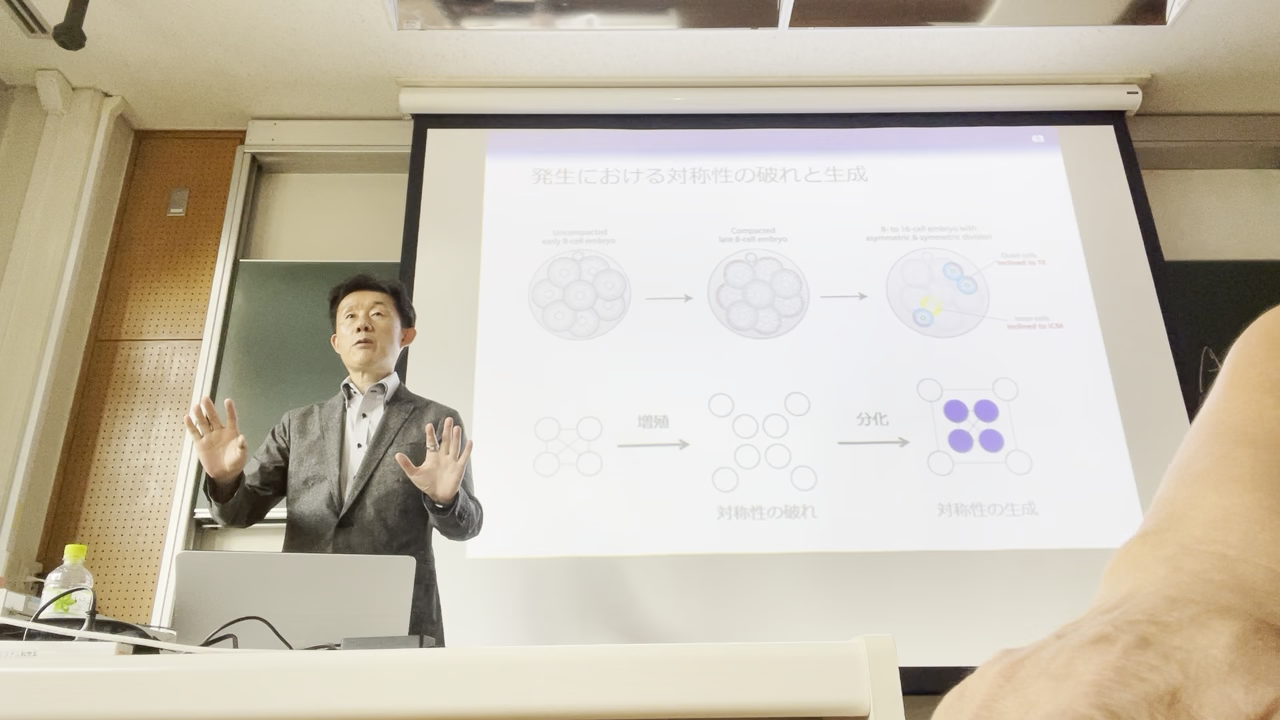 発生における対称性の破れと生成
Uncompacted
early 8-cell embryo
Compacted
late 8-cell embryo
8- to 16-cell embryo with
asymmetric & symmetric division
Outer cells
inclined to TE
Inner cells
inclined to ICM
増殖
分化
対称性の破れ
対称性の生成